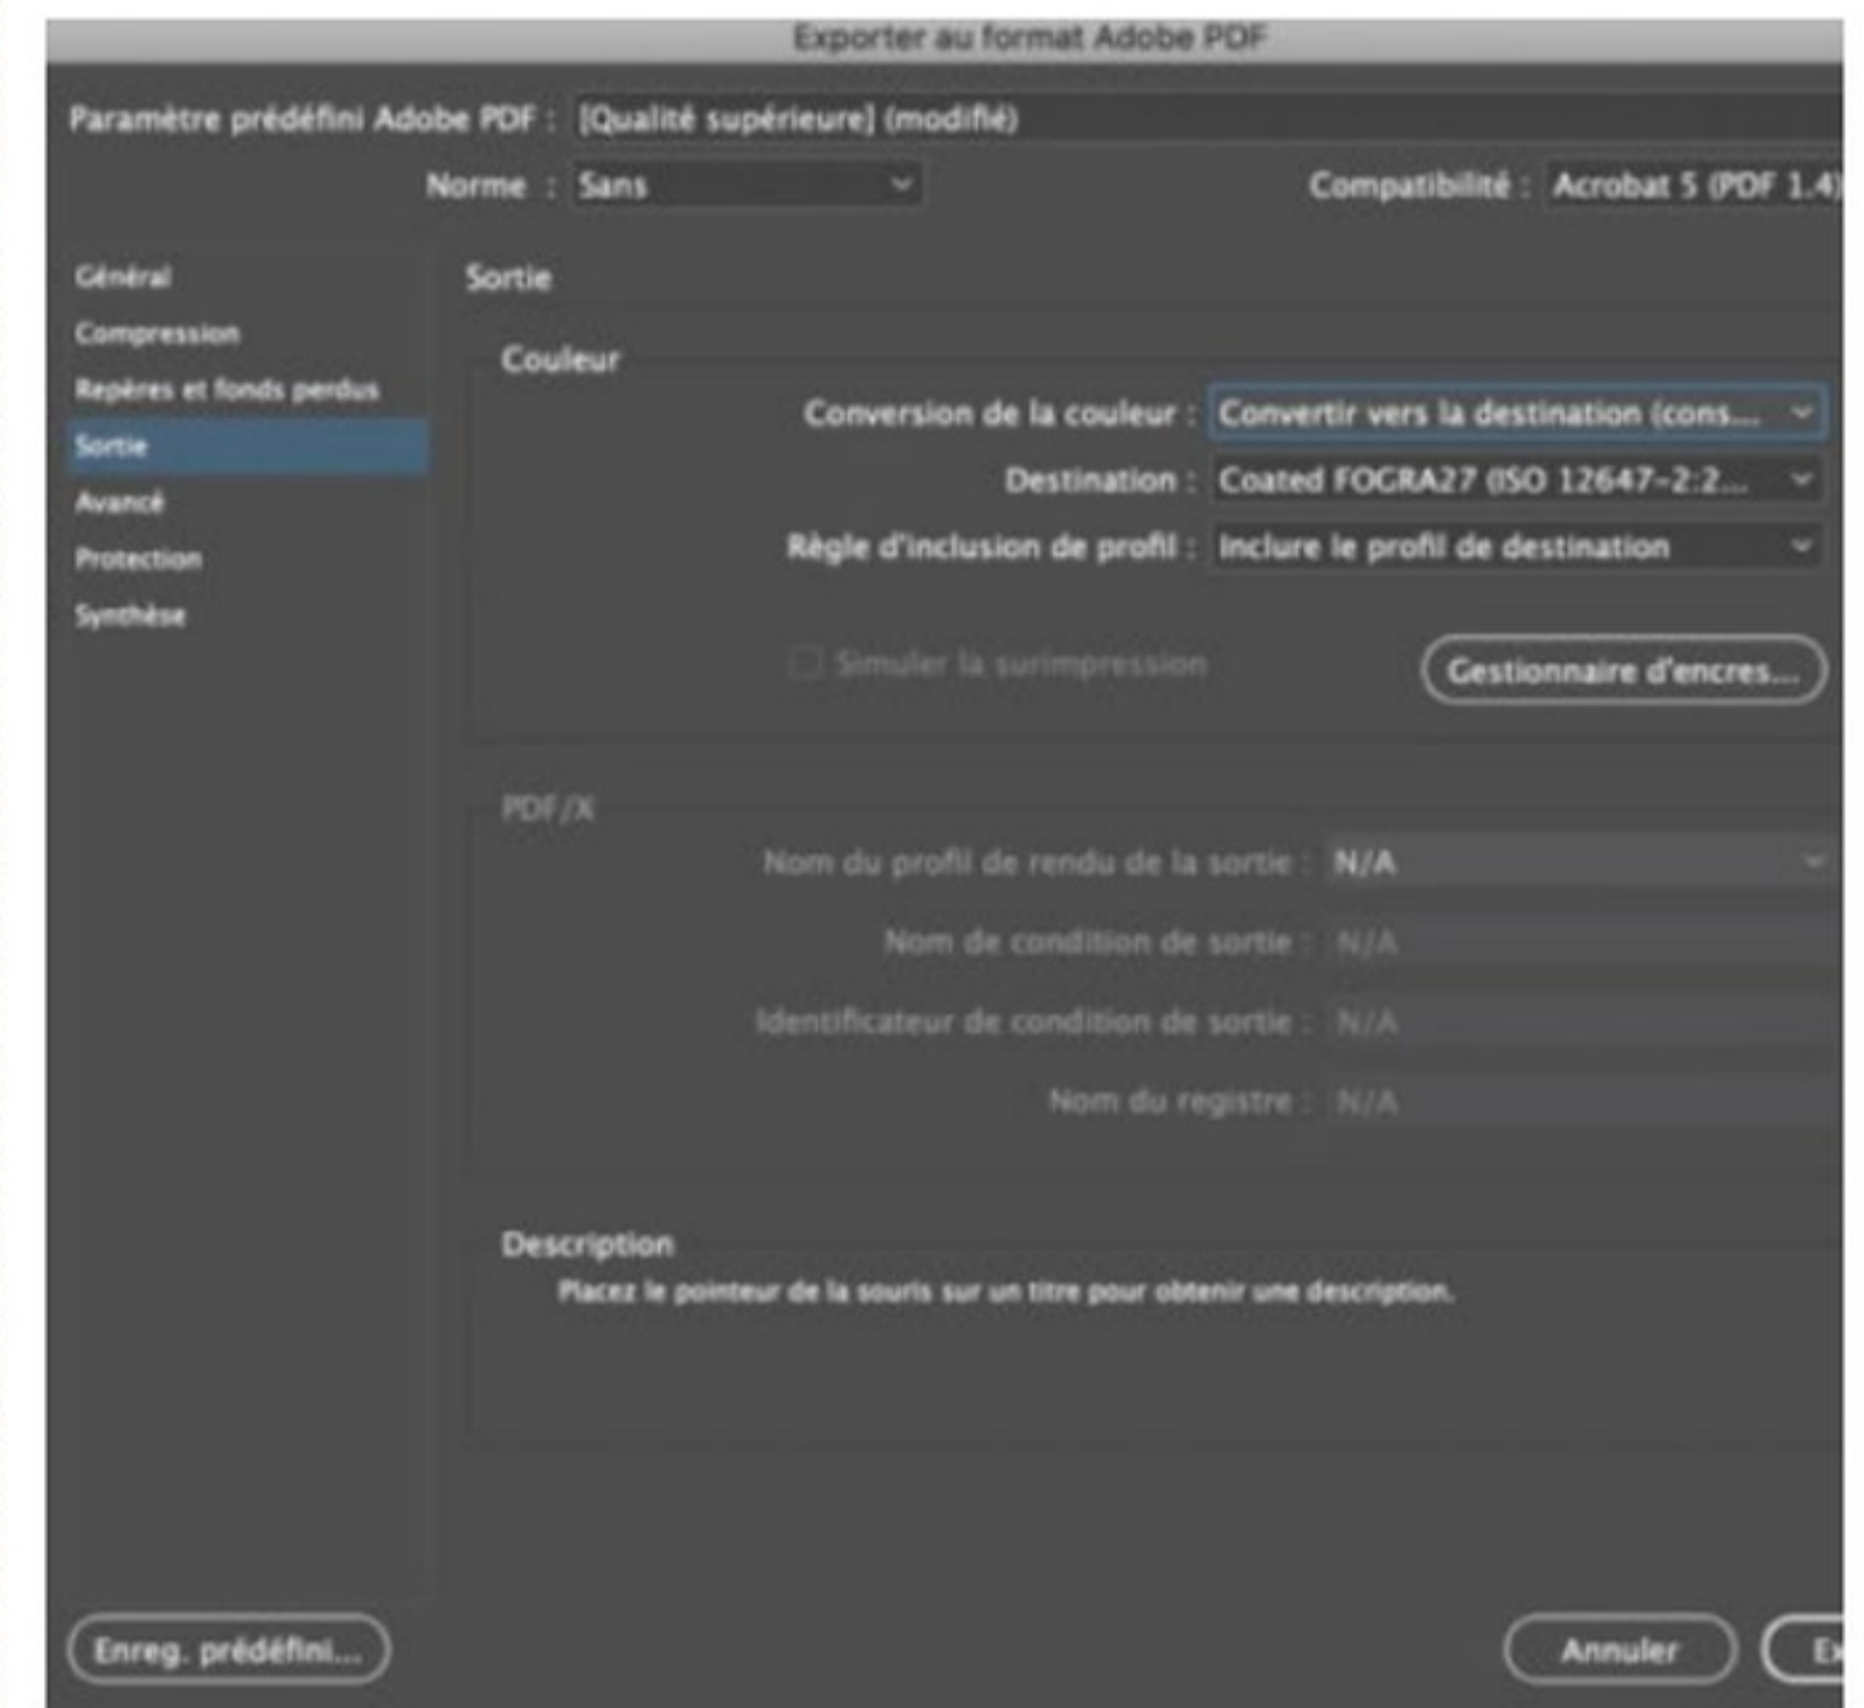 Exporter au format Adobe PDF
Paramètre prédéfini Adobe PDF : [Qualité supérieure] (modifié)
Norme : Sans Compatibilité : Acrobat 5 (PDF 1.4)
Général
Compression
Repères et fonds perdus
Sortie
Avancé
Protection
Synthèse
Sortie
Couleur
Conversion de la couleur : Convertir vers la destination (cons...
Destination : Coated FOGRA27 (ISO 12647-2:2...
Règle d'inclusion de profil : Inclure le profil de destination
Simuler la surimpression
Gestionnaire d'encres...
PDF/X
Nom du profil de rendu de la sortie : N/A
Nom de condition de sortie : N/A
Identificateur de condition de sortie : N/A
Nom du registre : N/A
Description
Placez le pointeur de la souris sur un titre pour obtenir une description.
Enreg. prédéfini... Annuler Ex